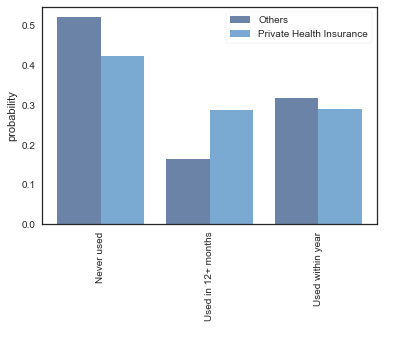 Others
Private Health Insurance
probability
0.5
0.4
0.3
0.2
0.1
0.0
Never used
Used in 12+ months
Used within year